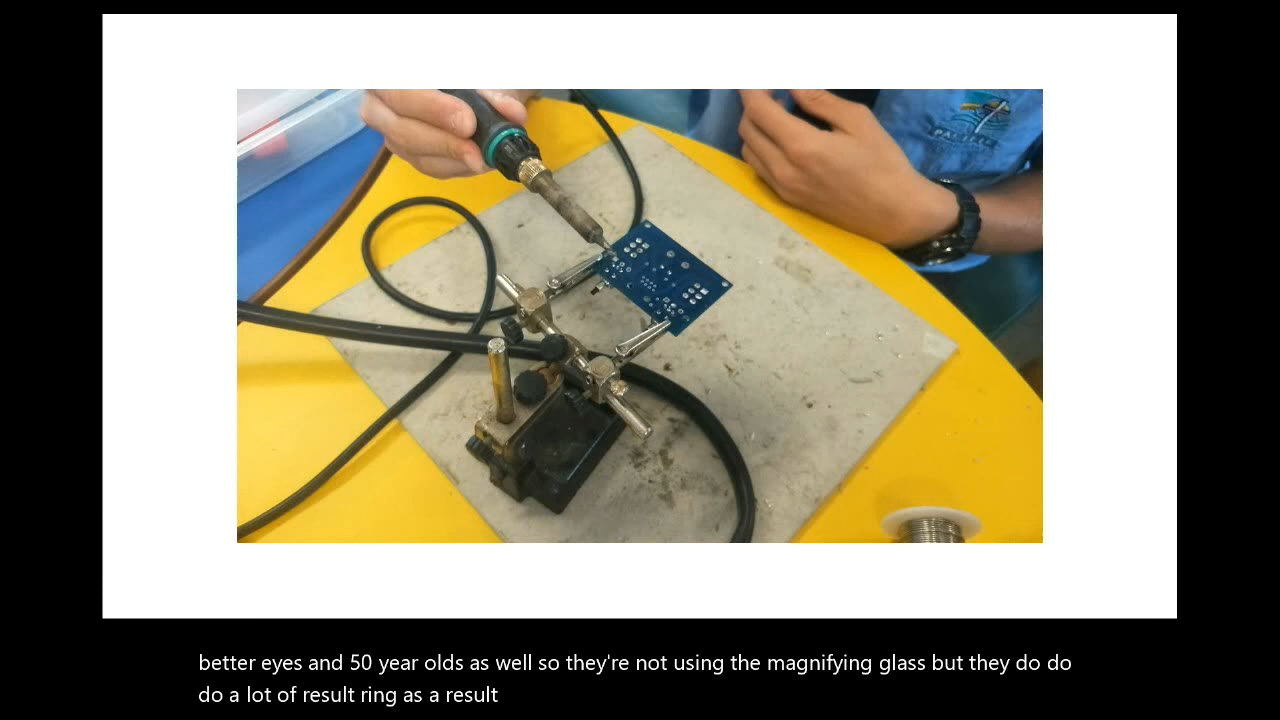 better eyes and 50 year olds as well so they're not using the magnifying glass but they do do
do a lot of result ring as a result